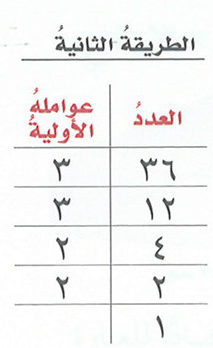 الطريقةُ الثانيةُ
العددُ عواملهُ الأوليةُ
٣٦ ٣
١٢ ٣
٤ ٢
٢ ٢
١